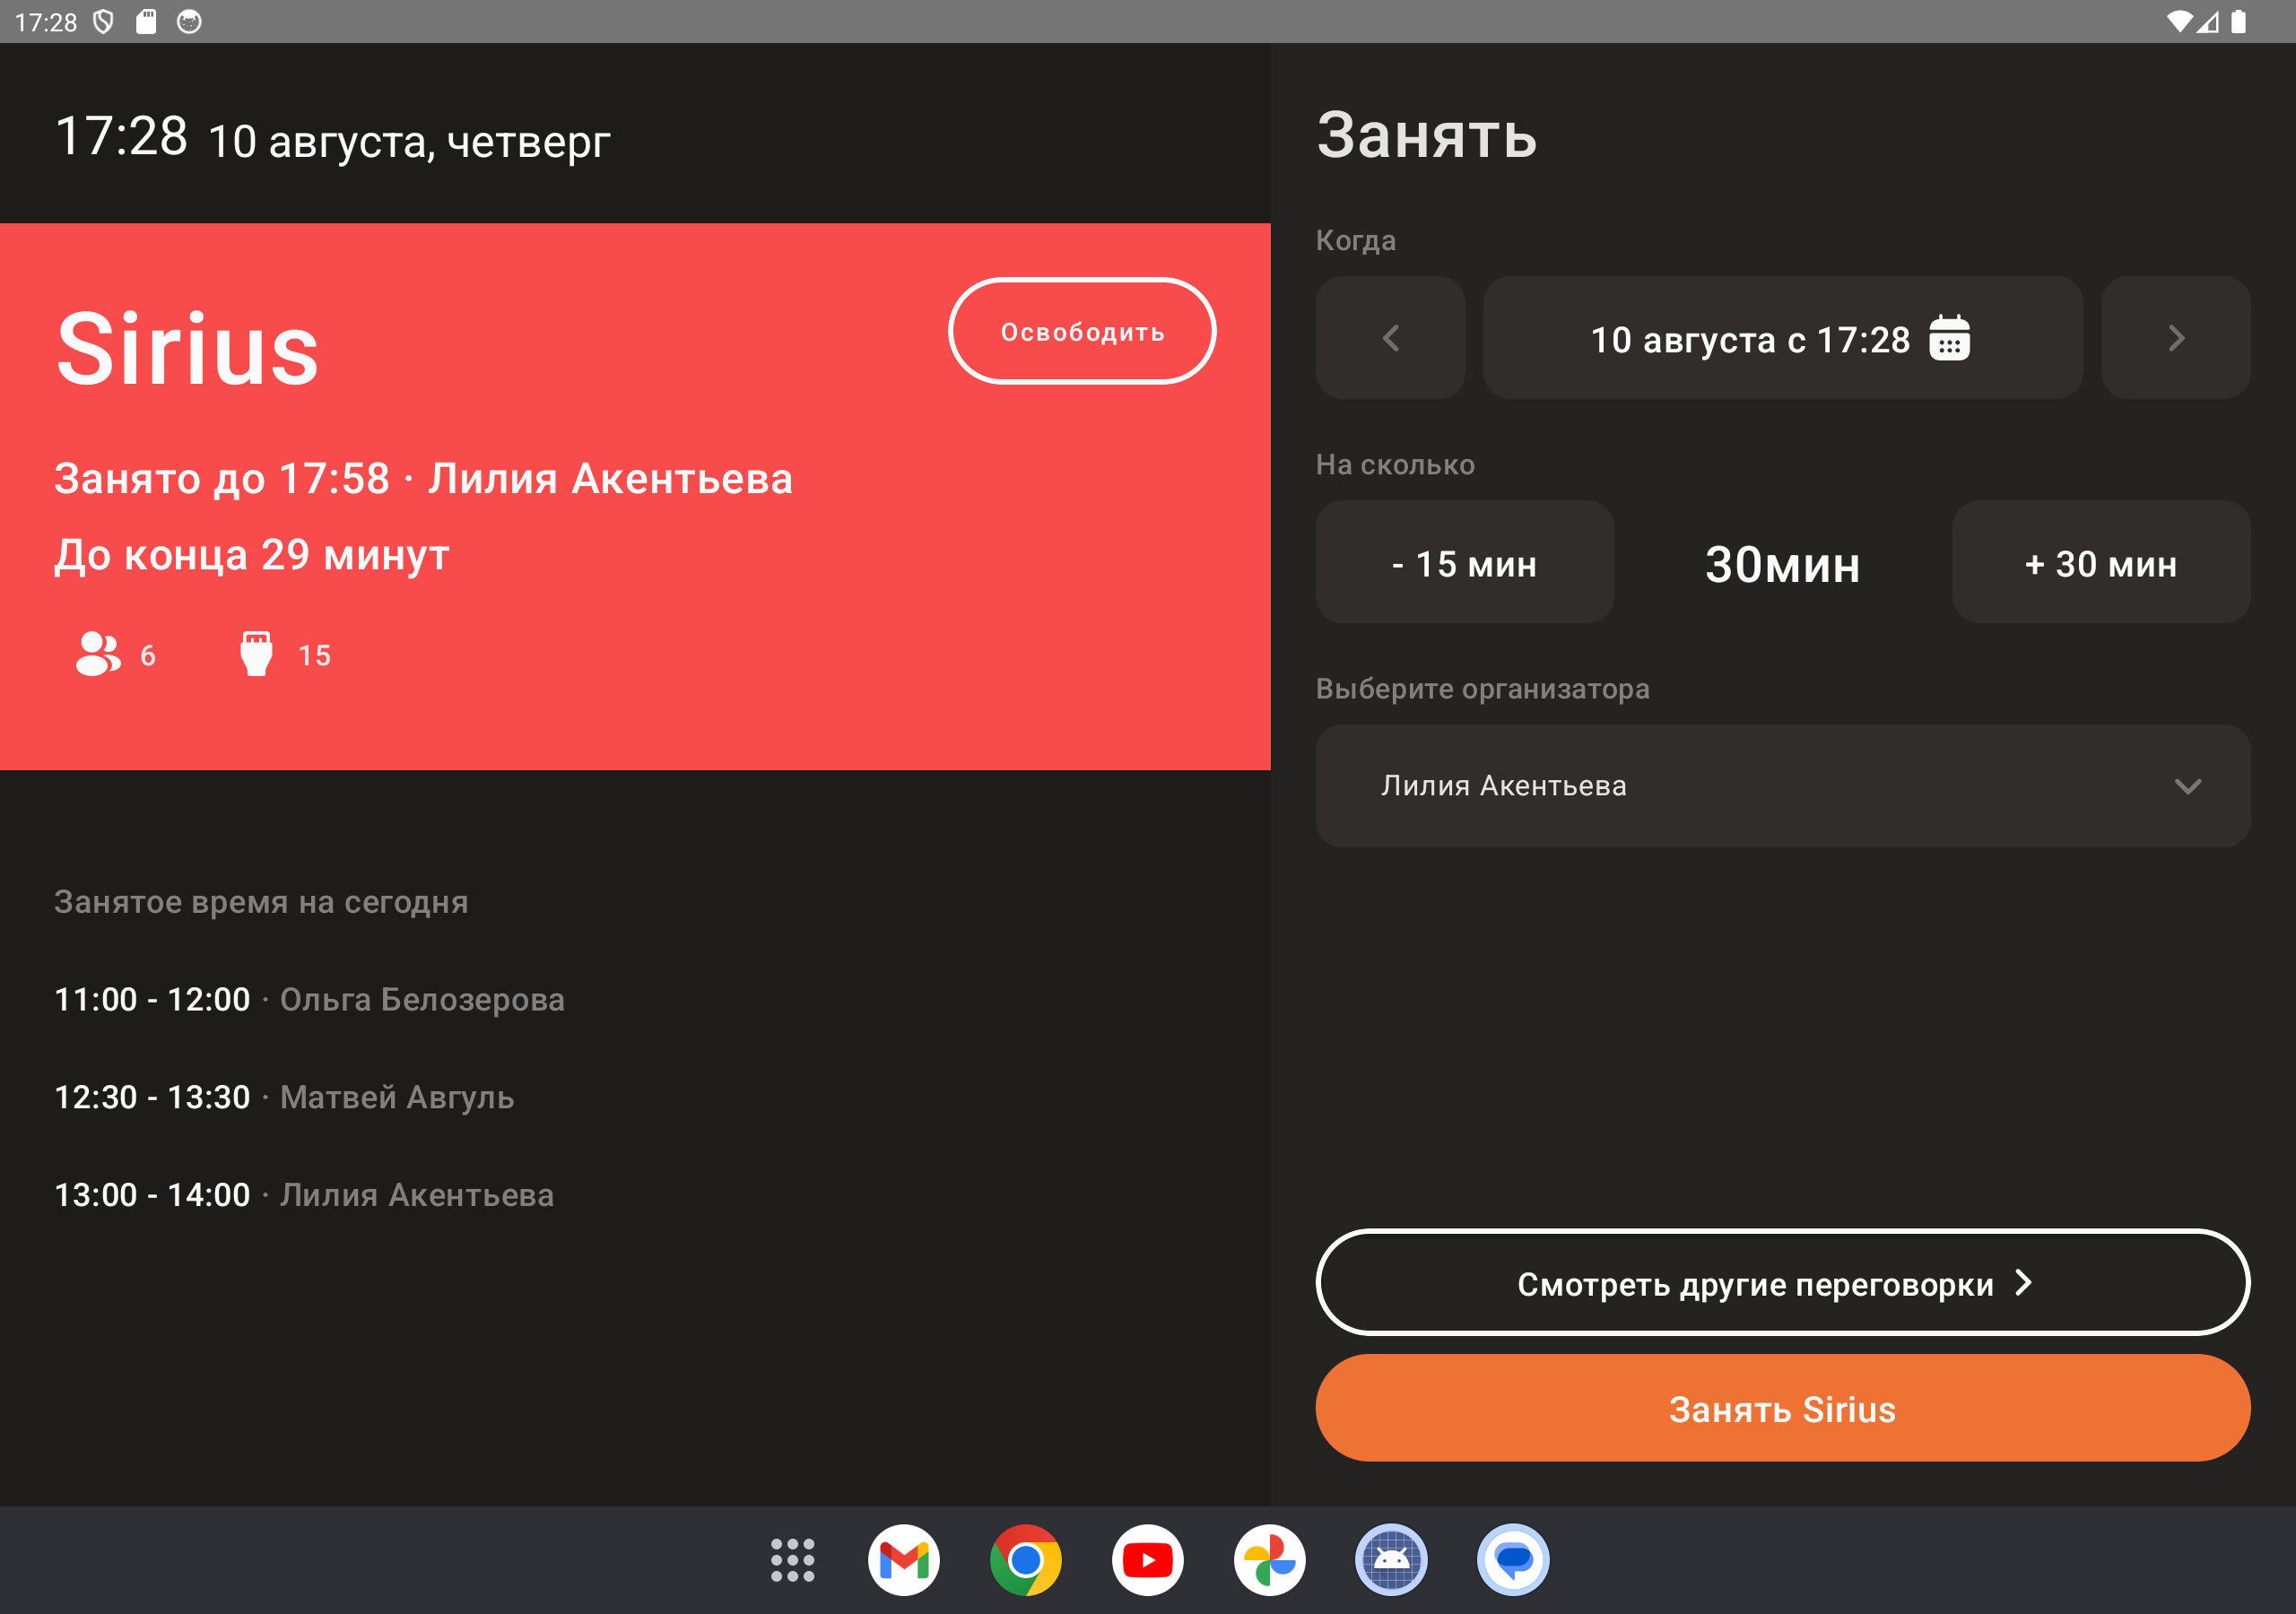 17:28
17:28 10 августа, четверг
Sirius
Освободить
Занято до 17:58 · Лилия Акентьева
До конца 29 минут
6 15
Занятое время на сегодня
11:00 - 12:00 · Ольга Белозерова
12:30 - 13:30 · Матвей Авгуль
13:00 - 14:00 · Лилия Акентьева
Занять
Когда
10 августа с 17:28
На сколько
- 15 мин 30мин + 30 мин
Выберите организатора
Лилия Акентьева
Смотреть другие переговорки
Занять Sirius